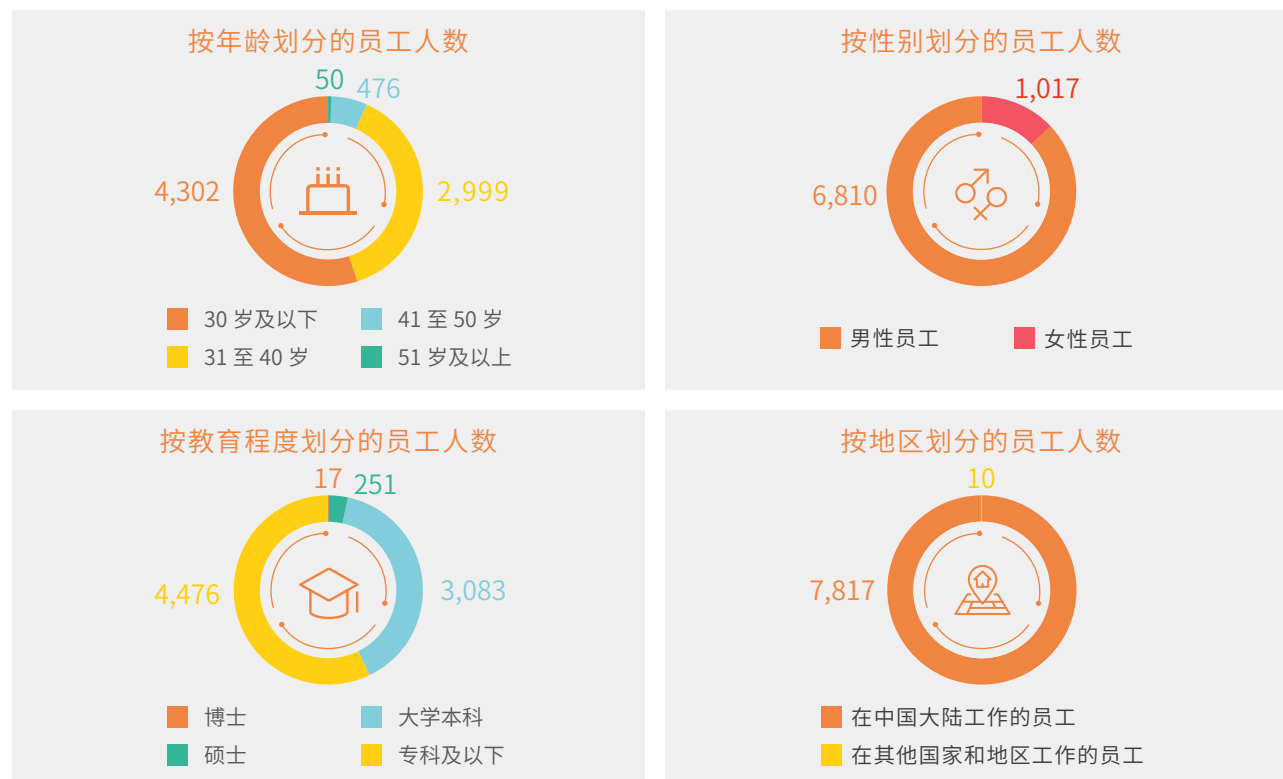 按年龄划分的员工人数
50
476
4,302
2,999
30 岁及以下
41 至 50 岁
31 至 40 岁
51 岁及以上
按性别划分的员工人数
1,017
6,810
男性员工
女性员工
按教育程度划分的员工人数
17
251
4,476
3,083
博士
大学本科
硕士
专科及以下
按地区划分的员工人数
10
7,817
在中国大陆工作的员工
在其他国家和地区工作的员工